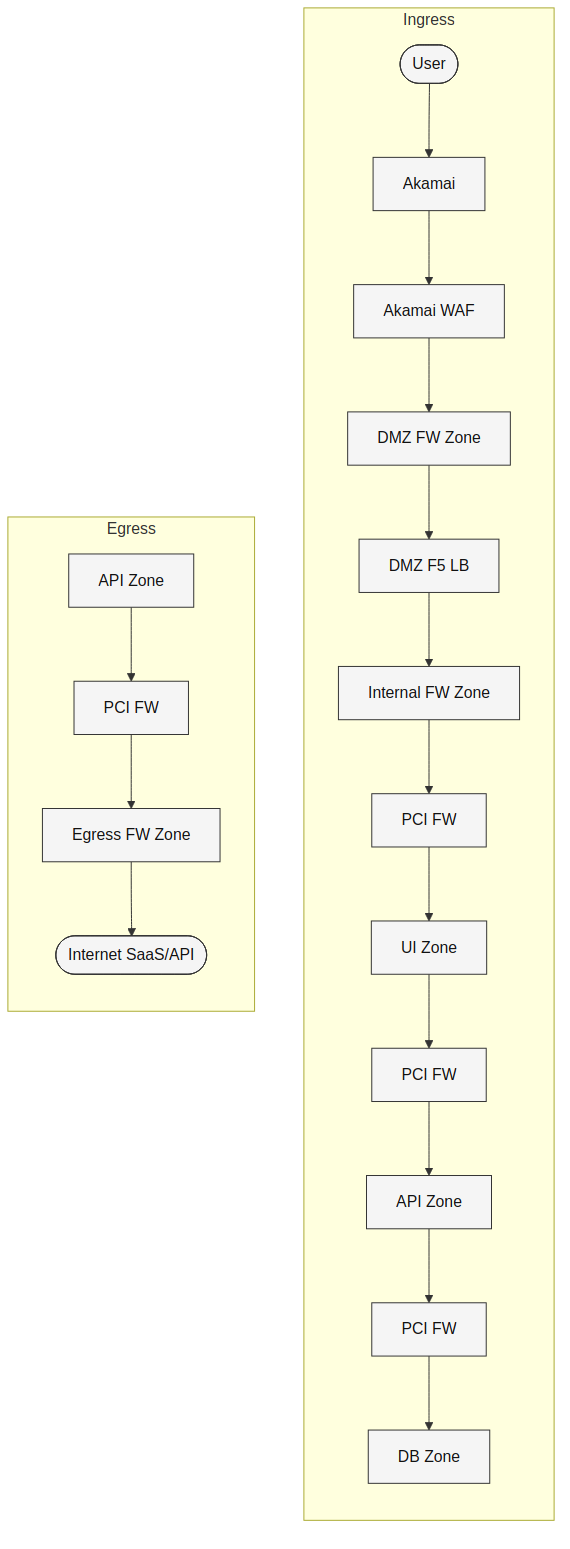 Ingress
User
Akamai
Akamai WAF
DMZ FW Zone
DMZ F5 LB
Internal FW Zone
PCI FW
UI Zone
PCI FW
API Zone
PCI FW
DB Zone
Egress
API Zone
PCI FW
Egress FW Zone
Internet SaaS/API